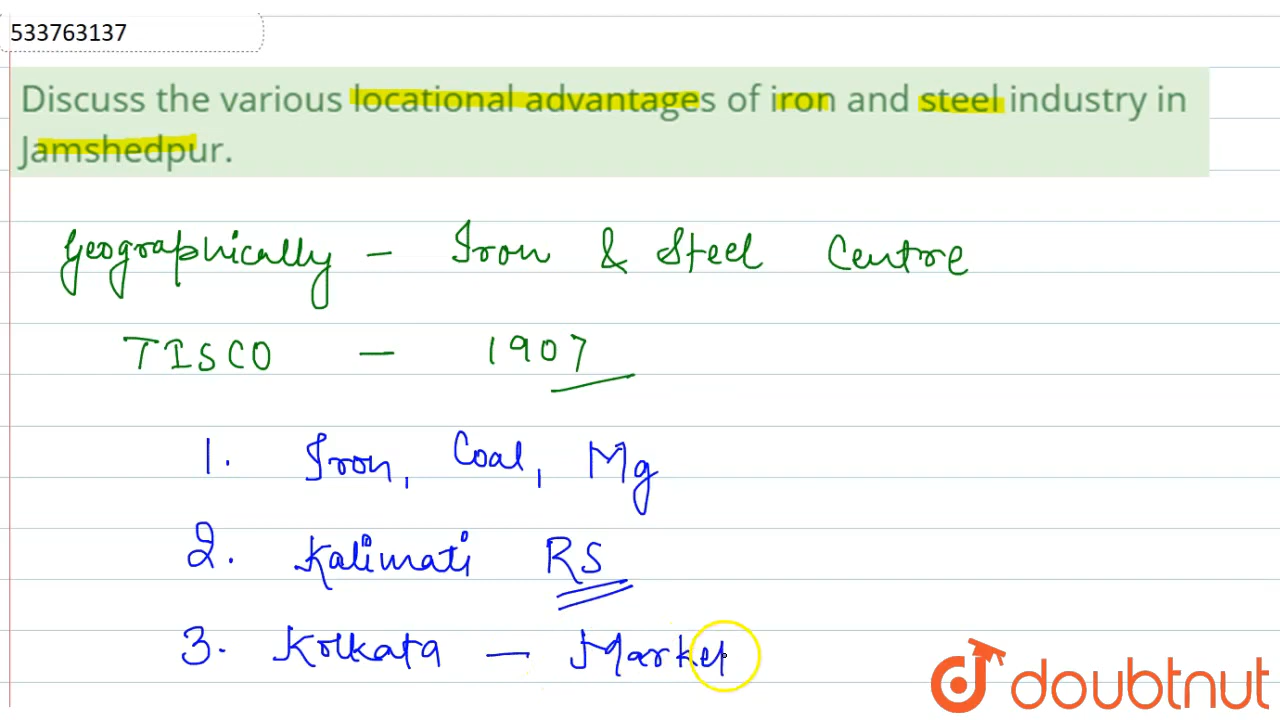 533763137
Discuss the various locational advantages of iron and steel industry in
Jamshedpur.
Geographically - Iron & Steel Centre
TISCO - 1907
1. Iron, Coal, Mg
2. Kalimati RS
3. Kolkata - Market
doubtnut